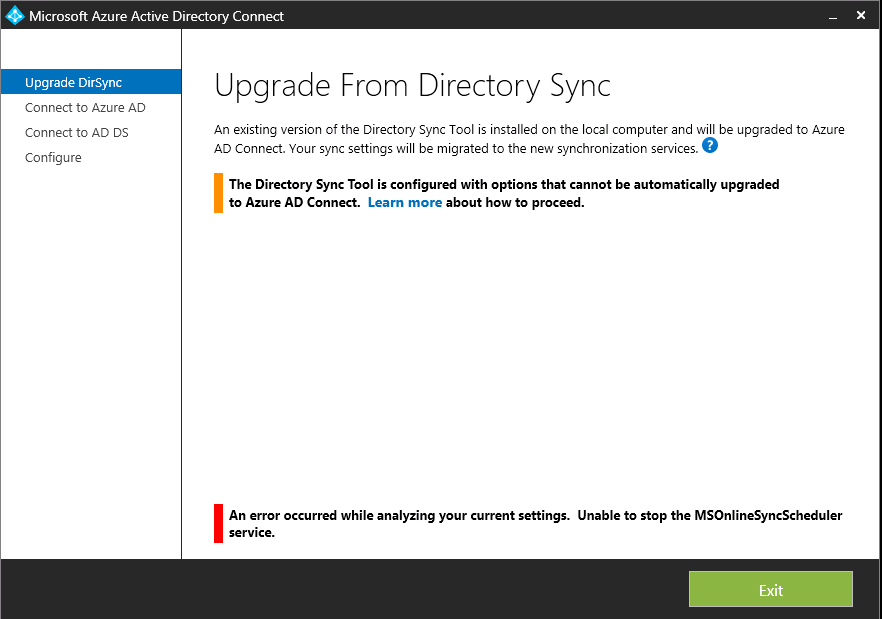 Microsoft Azure Active Directory Connect
Upgrade DirSync
Connect to Azure AD
Connect to AD DS
Configure
Upgrade From Directory Sync
An existing version of the Directory Sync Tool is installed on the local computer and will be upgraded to Azure
AD Connect. Your sync settings will be migrated to the new synchronization services. ?
The Directory Sync Tool is configured with options that cannot be automatically upgraded
to Azure AD Connect. Learn more about how to proceed.
An error occurred while analyzing your current settings. Unable to stop the MSOnlineSyncScheduler
service.
Exit